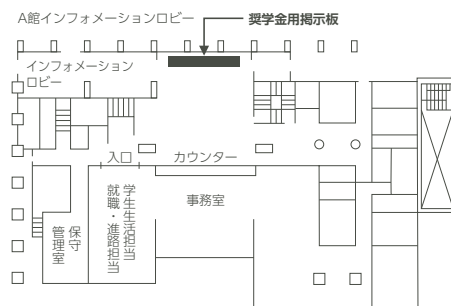 A館インフォメーションロビー
奨学金用掲示板
インフォメーション
ロビー
入口
カウンター
事務室
学生生活担当
就職・進路担当
保守
管理室